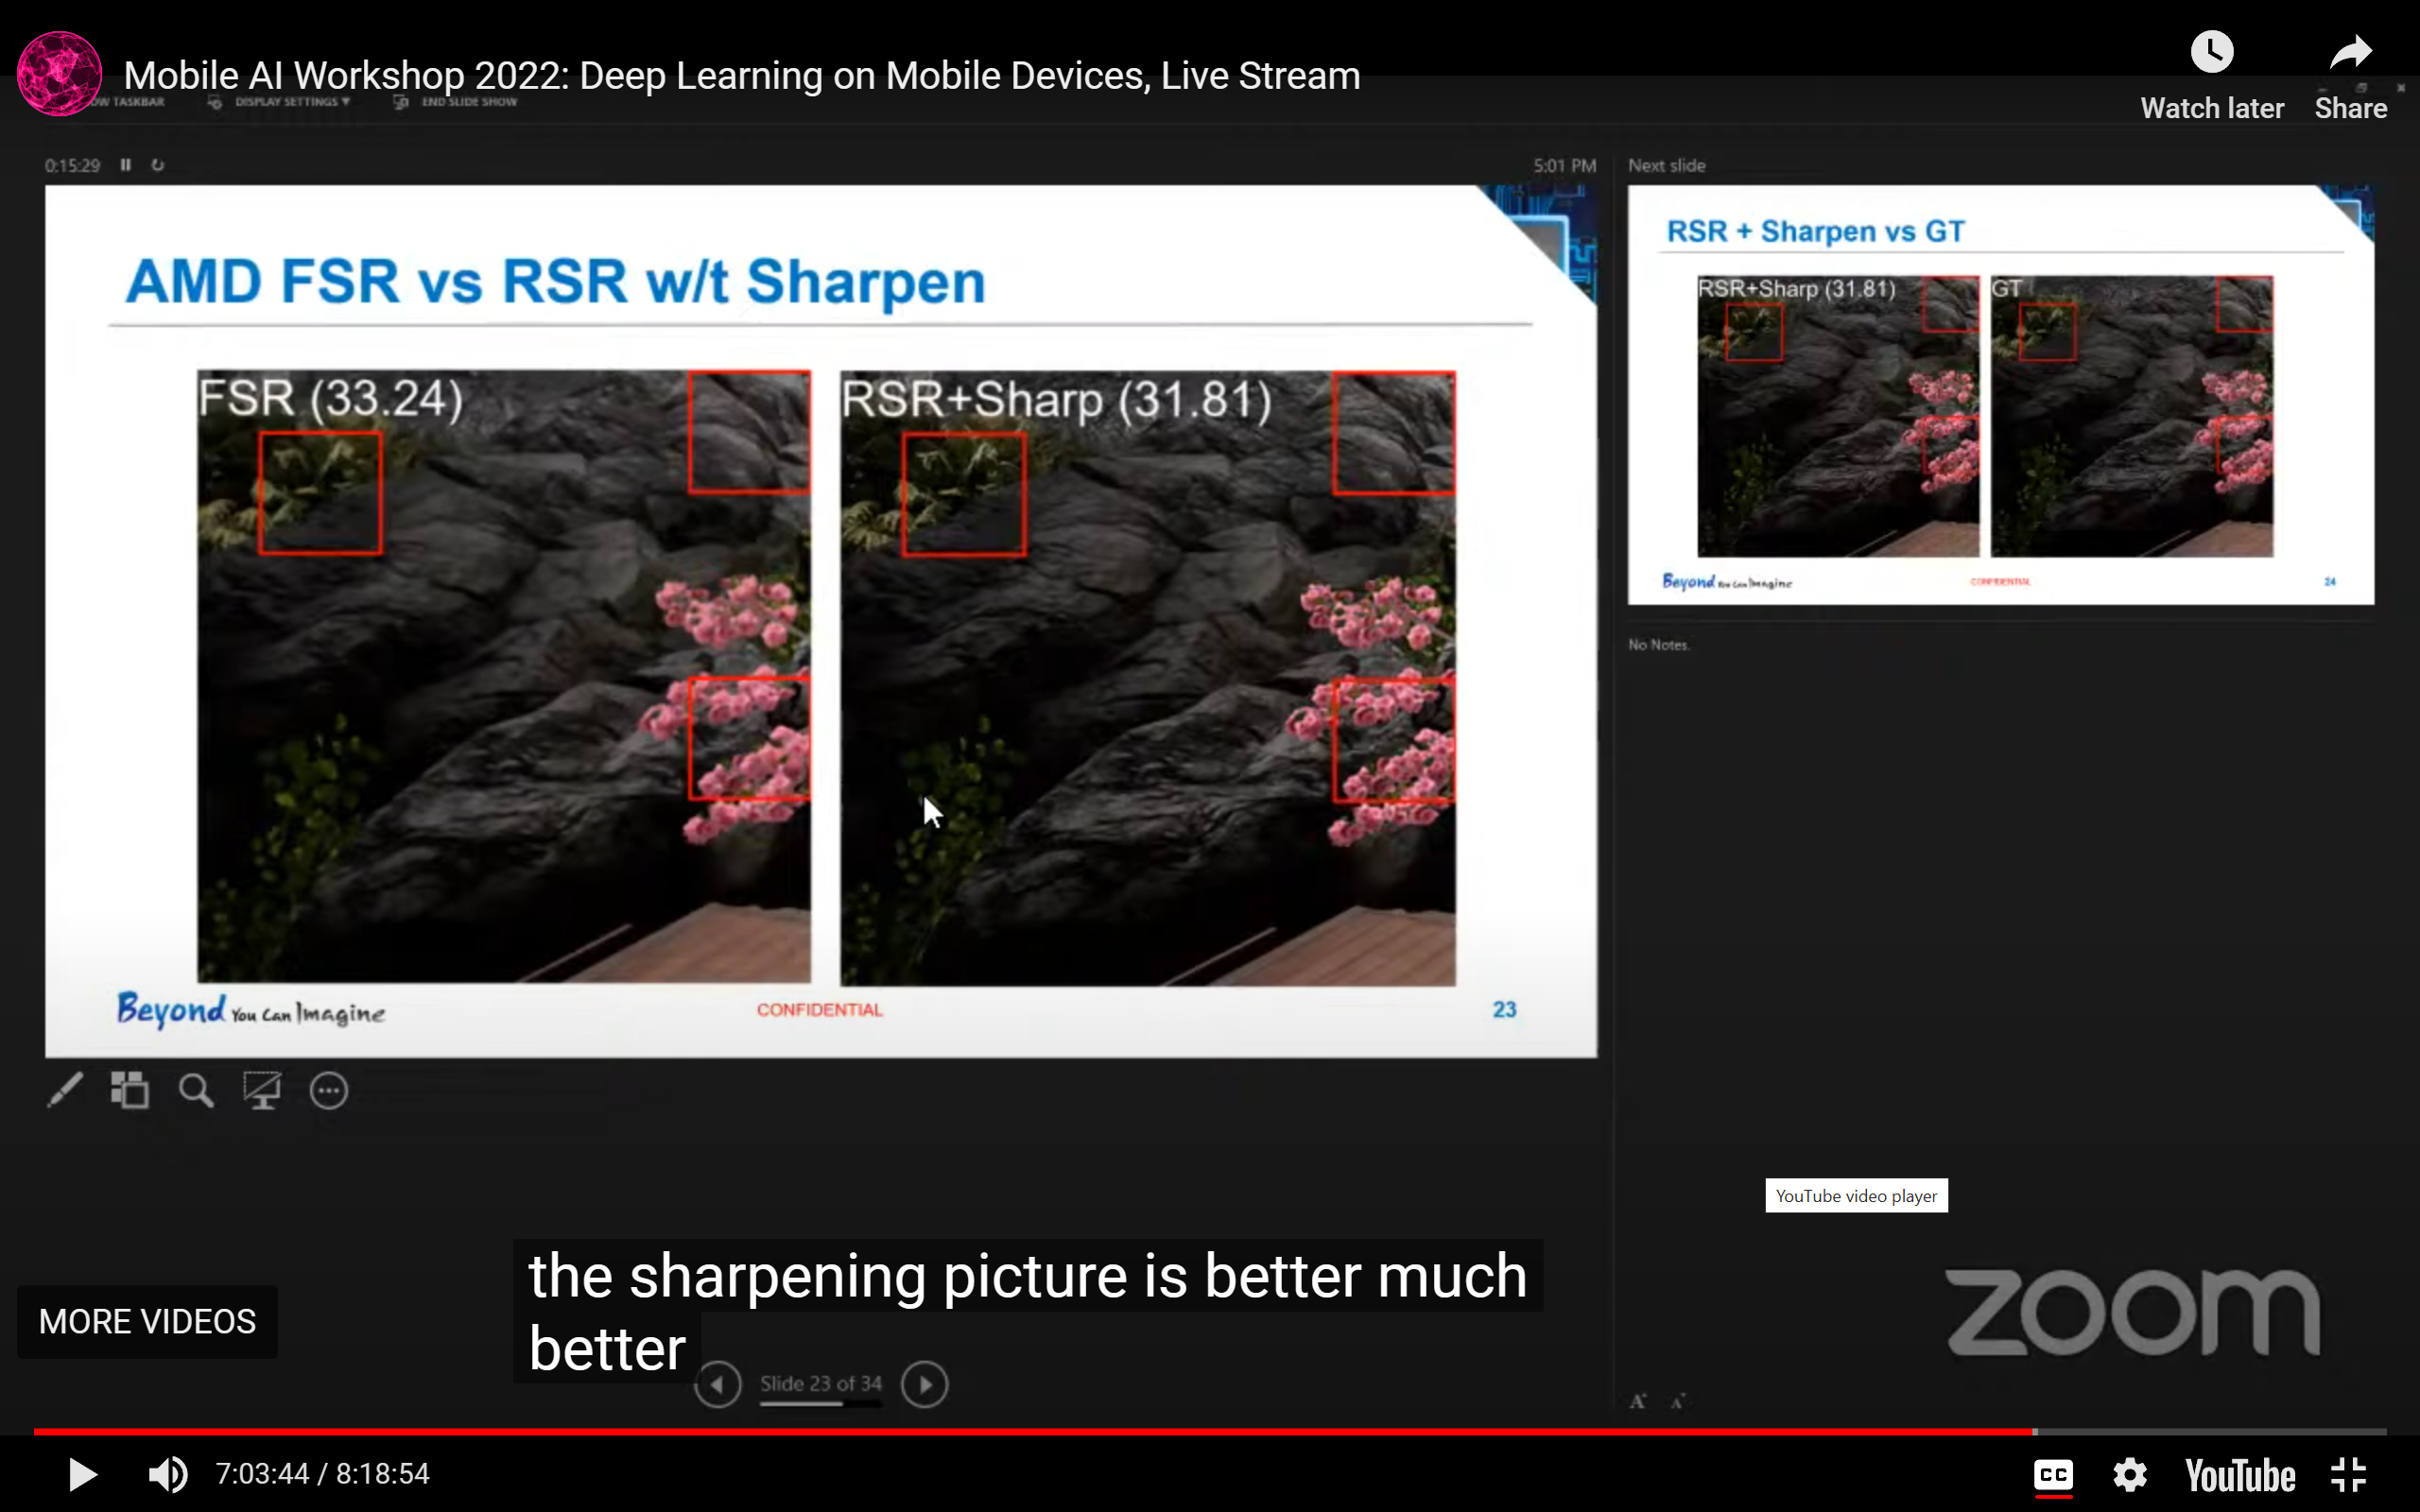 Mobile AI Workshop 2022: Deep Learning on Mobile Devices, Live Stream
Watch later
Share
OW TASKBAR
DISPLAY SETTINGS
END SLIDE SHOW
0:15:29
5:01 PM
Next slide
AMD FSR vs RSR w/t Sharpen
FSR (33.24)
RSR+Sharp (31.81)
Beyond You Can Imagine
CONFIDENTIAL
23
RSR + Sharpen vs GT
RSR+Sharp (31.81)
GT
Beyond You Can Imagine
CONFIDENTIAL
24
No Notes.
YouTube video player
zoom
the sharpening picture is better much
better
MORE VIDEOS
Slide 23 of 34
A A
7:03:44 / 8:18:54
CC
YouTube